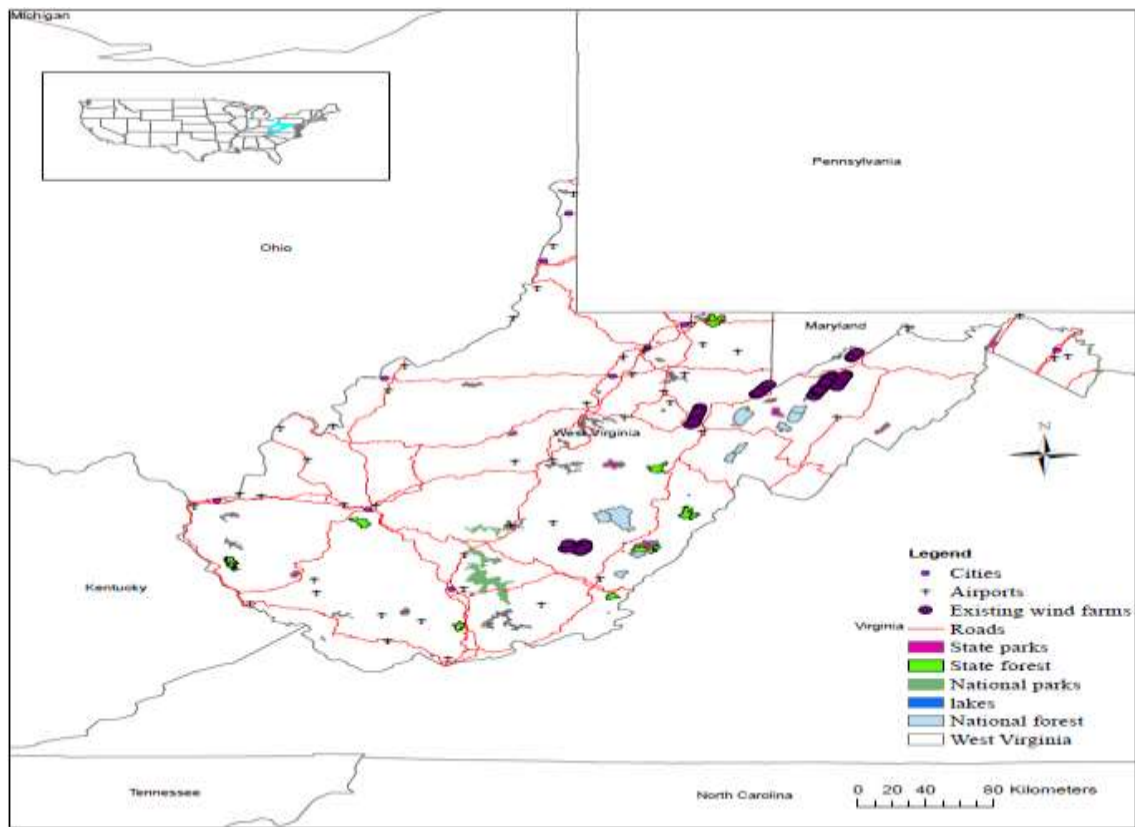 Michigan
Pennsylvania
Ohio
Maryland
West Virginia
N
Kentucky
Virginia
Legend
Cities
Airports
Existing wind farms
Roads
State parks
State forest
National parks
lakes
National forest
West Virginia
Tennessee
North Carolina
0 20 40 80 Kilometers